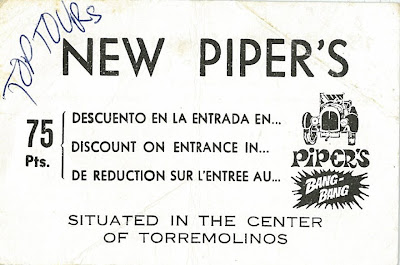 TOP TOURS
NEW PIPER'S
75
Pts.
DESCUENTO EN LA ENTRADA EN...
DISCOUNT ON ENTRANCE IN...
DE REDUCTION SUR L'ENTREE AU...
PIPER'S
BANG-
BANG
SITUATED IN THE CENTER
OF TORREMOLINOS